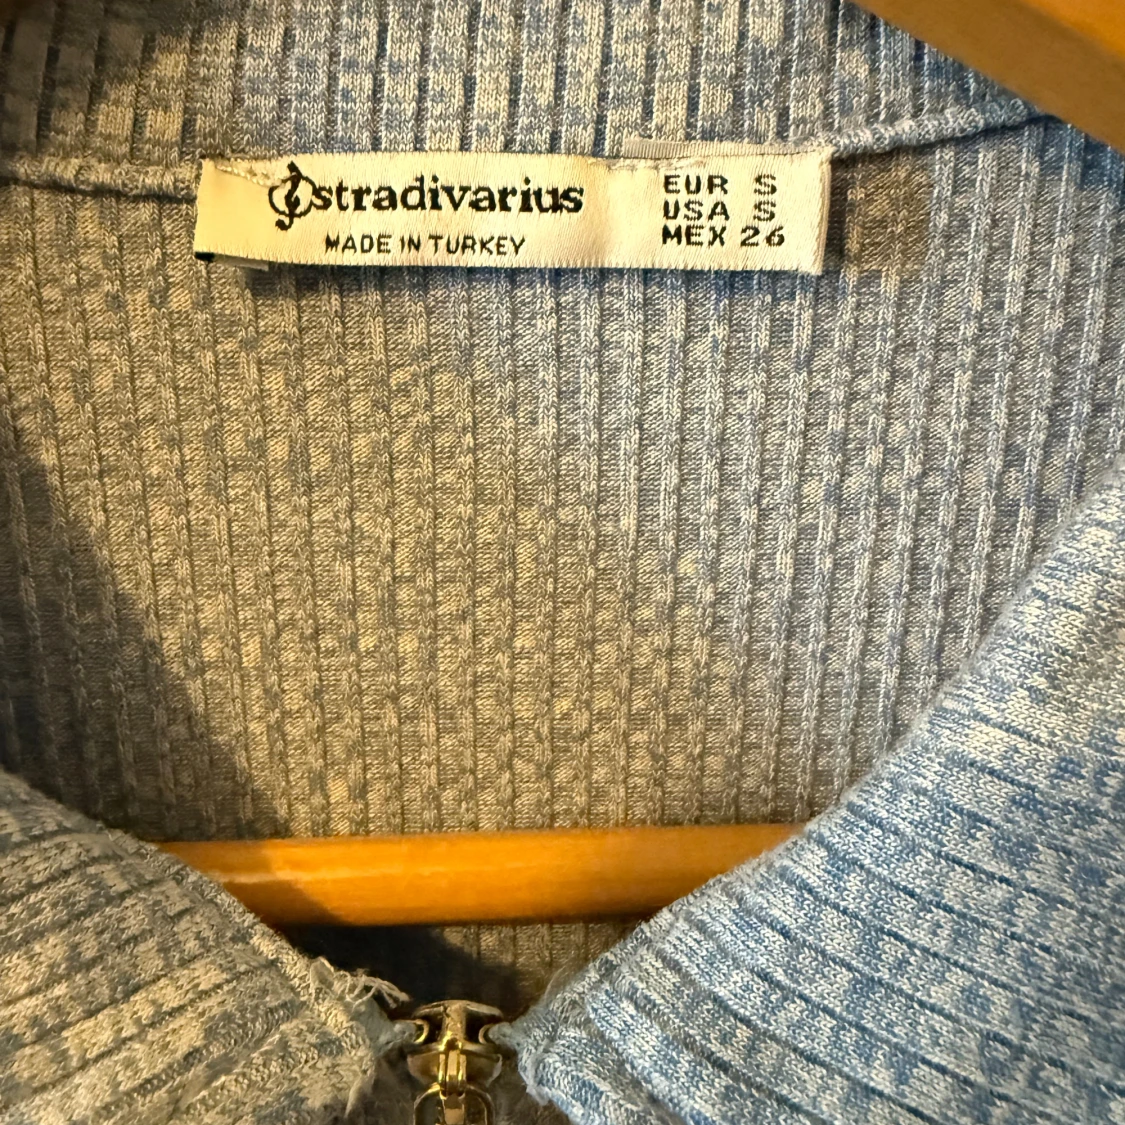 stradivarius
MADE IN TURKEY
EUR S
USA S
MEX 26